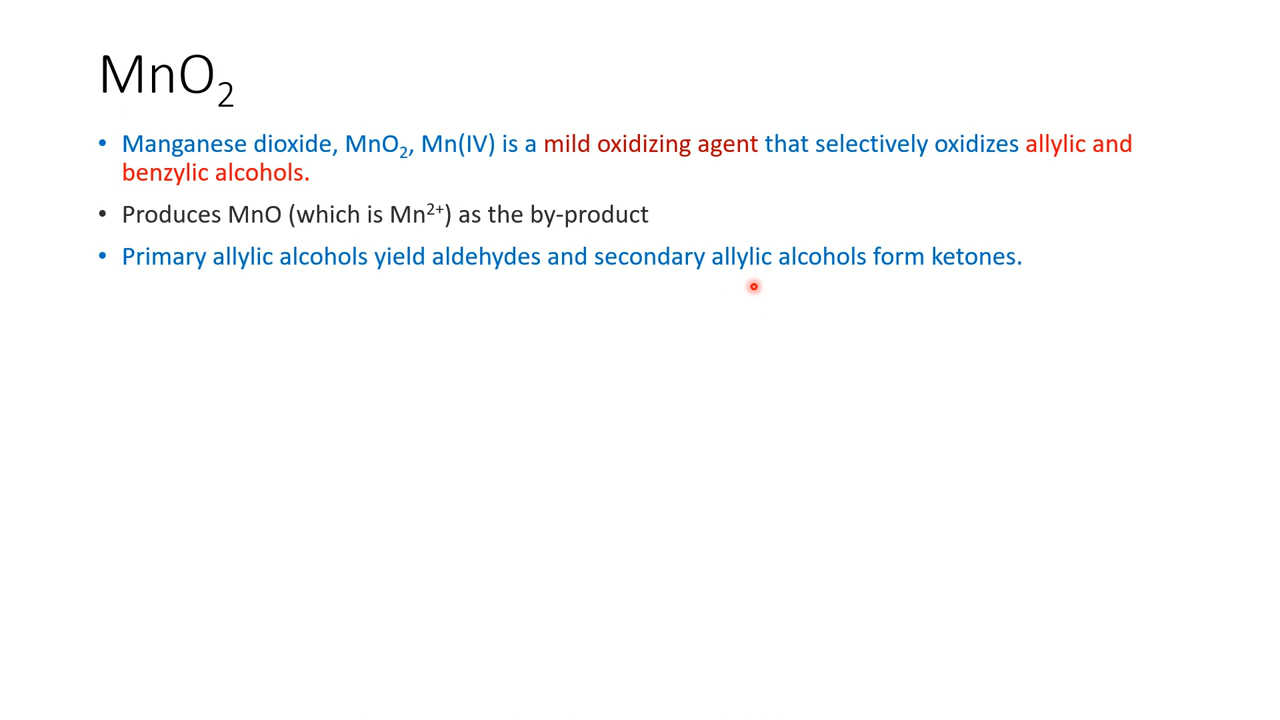 MnO₂
• Manganese dioxide, MnO₂, Mn(IV) is a mild oxidizing agent that selectively oxidizes allylic and
benzylic alcohols.
• Produces MnO (which is Mn²⁺) as the by-product
• Primary allylic alcohols yield aldehydes and secondary allylic alcohols form ketones.